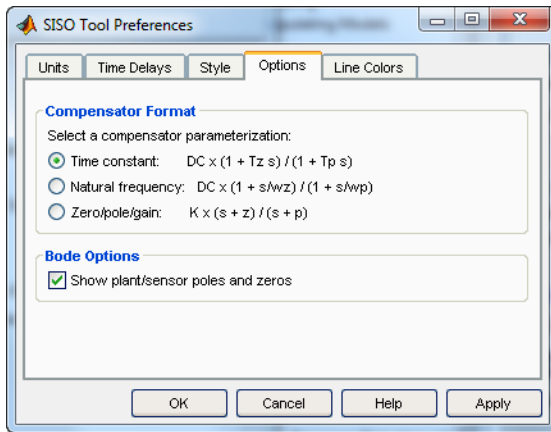 SISO Tool Preferences
Units Time Delays Style Options Line Colors
Compensator Format
Select a compensator parameterization:
Time constant: DC x (1 + Tz s) / (1 + Tp s)
Natural frequency: DC x (1 + s/wz) / (1 + s/wp)
Zero/pole/gain: K x (s + z) / (s + p)
Bode Options
Show plant/sensor poles and zeros
OK Cancel Help Apply